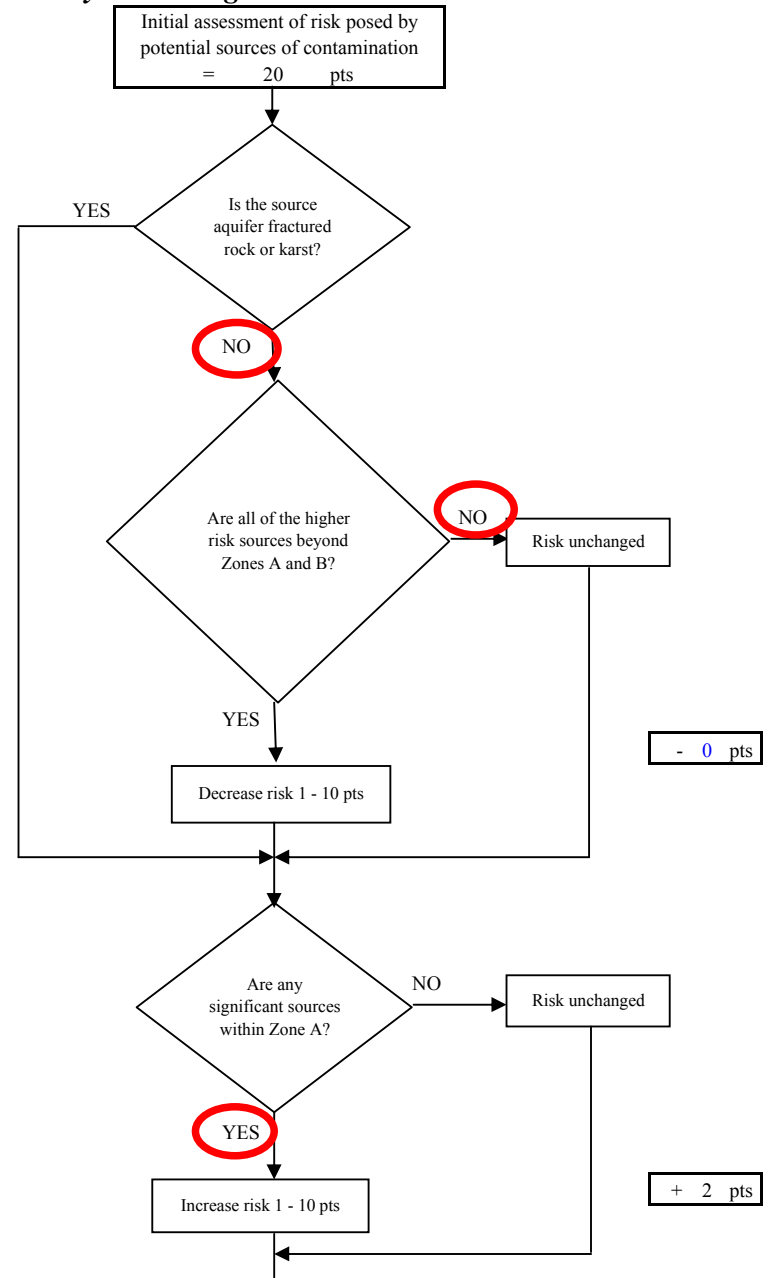 Initial assessment of risk posed by
potential sources of contamination
= 20 pts
Is the source
aquifer fractured
rock or karst?
YES
NO
Are all of the higher
risk sources beyond
Zones A and B?
NO
Risk unchanged
YES
- 0 pts
Decrease risk 1 - 10 pts
Are any
significant sources
within Zone A?
NO
Risk unchanged
YES
Increase risk 1 - 10 pts
+ 2 pts